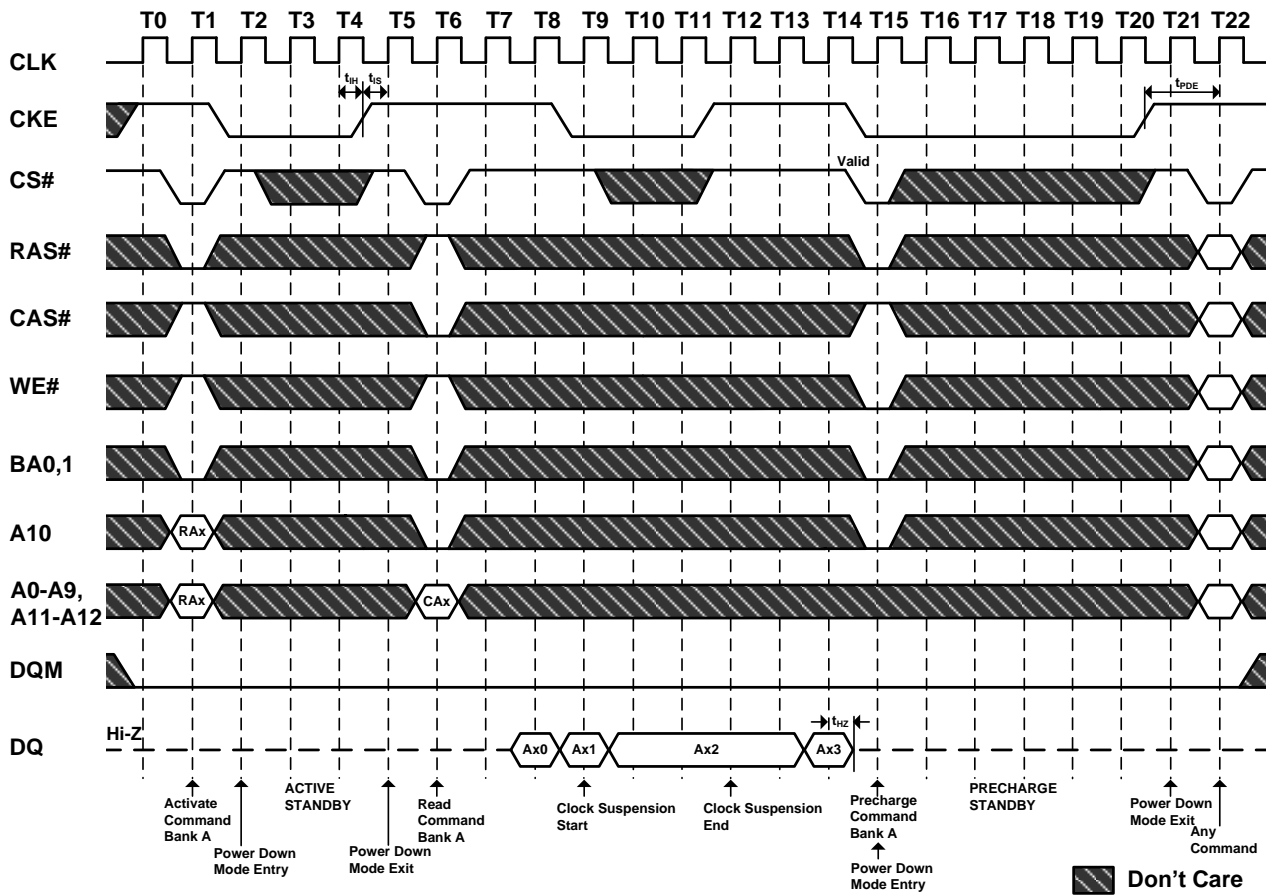 T0 T1 T2 T3 T4 T5 T6 T7 T8 T9 T10 T11 T12 T13 T14 T15 T16 T17 T18 T19 T20 T21 T22
CLK
tIH tIS
tPDE
CKE
Valid
CS#
RAS#
CAS#
WE#
BA0,1
A10
RAx
A0-A9,
A11-A12
RAx
CAx
DQM
Hi-Z
tHZ
DQ
Ax0 Ax1 Ax2 Ax3
Activate
Command
Bank A
ACTIVE
STANDBY
Power Down
Mode Entry
Power Down
Mode Exit
Read
Command
Bank A
Clock Suspension
Start
Clock Suspension
End
Precharge
Command
Bank A
Power Down
Mode Entry
PRECHARGE
STANDBY
Power Down
Mode Exit
Any
Command
Don't Care